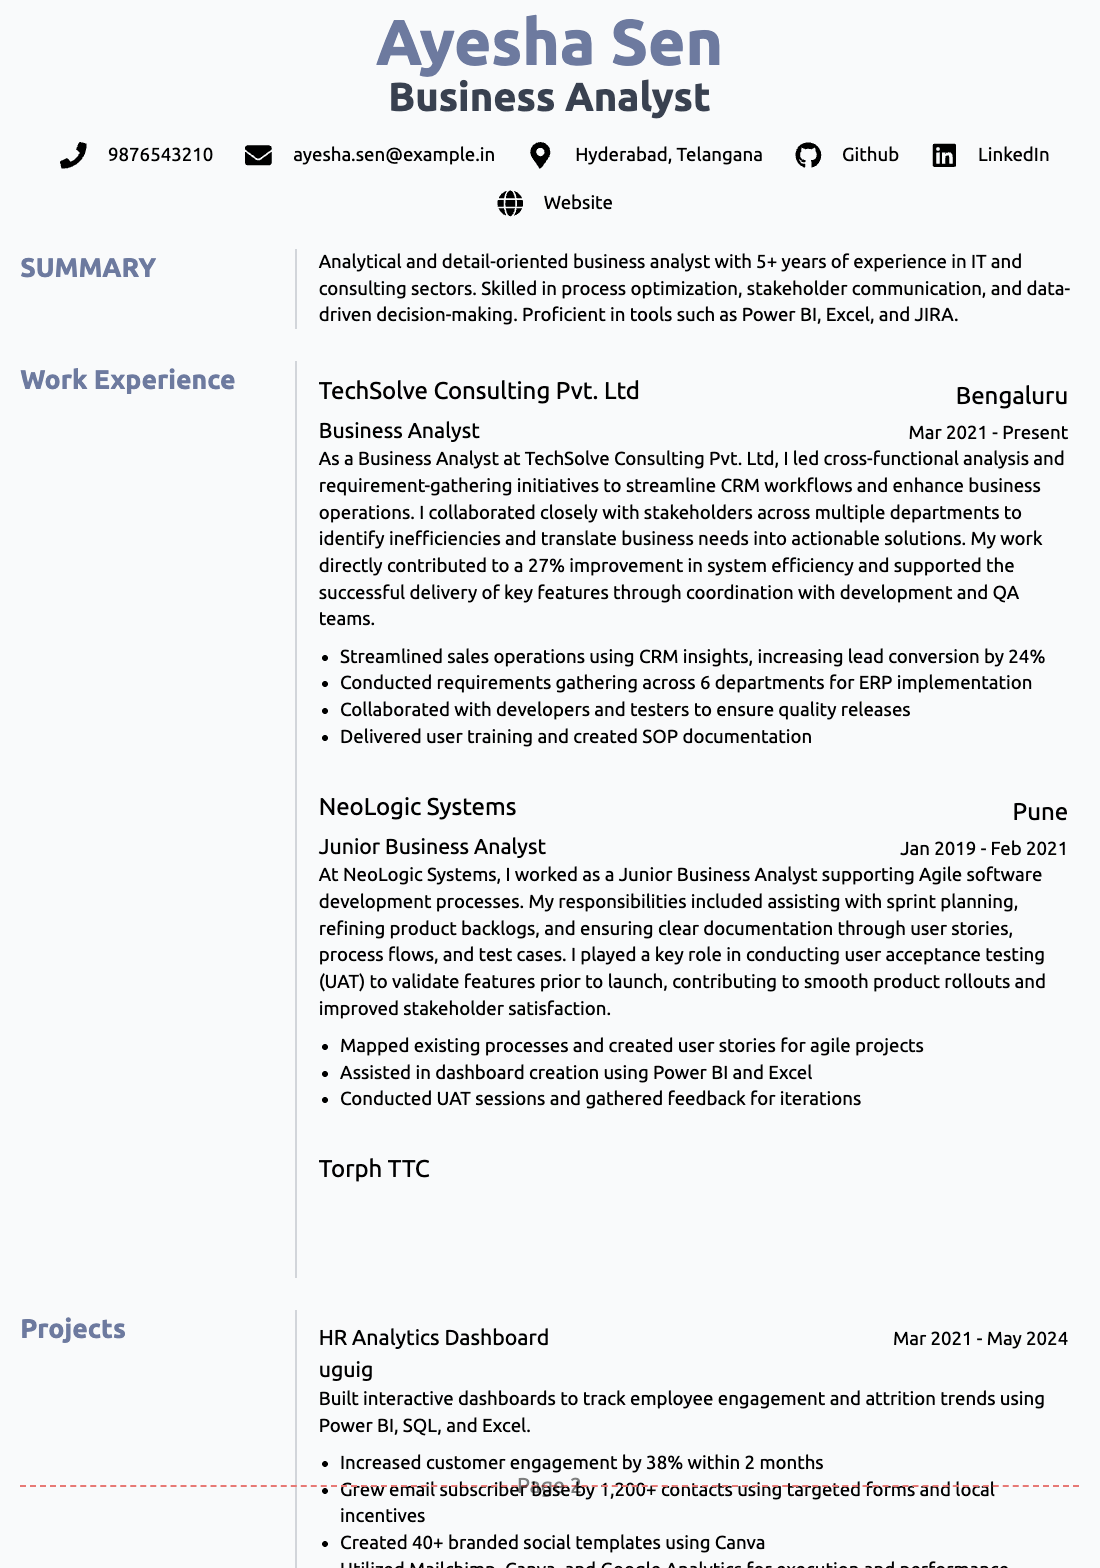 Ayesha Sen
Business Analyst
9876543210 ayesha.sen@example.in Hyderabad, Telangana Github LinkedIn
Website
SUMMARY
Analytical and detail-oriented business analyst with 5+ years of experience in IT and
consulting sectors. Skilled in process optimization, stakeholder communication, and data-
driven decision-making. Proficient in tools such as Power BI, Excel, and JIRA.
Work Experience
TechSolve Consulting Pvt. Ltd Bengaluru
Business Analyst Mar 2021 - Present
As a Business Analyst at TechSolve Consulting Pvt. Ltd, I led cross-functional analysis and
requirement-gathering initiatives to streamline CRM workflows and enhance business
operations. I collaborated closely with stakeholders across multiple departments to
identify inefficiencies and translate business needs into actionable solutions. My work
directly contributed to a 27% improvement in system efficiency and supported the
successful delivery of key features through coordination with development and QA
teams.
• Streamlined sales operations using CRM insights, increasing lead conversion by 24%
• Conducted requirements gathering across 6 departments for ERP implementation
• Collaborated with developers and testers to ensure quality releases
• Delivered user training and created SOP documentation
NeoLogic Systems Pune
Junior Business Analyst Jan 2019 - Feb 2021
At NeoLogic Systems, I worked as a Junior Business Analyst supporting Agile software
development processes. My responsibilities included assisting with sprint planning,
refining product backlogs, and ensuring clear documentation through user stories,
process flows, and test cases. I played a key role in conducting user acceptance testing
(UAT) to validate features prior to launch, contributing to smooth product rollouts and
improved stakeholder satisfaction.
• Mapped existing processes and created user stories for agile projects
• Assisted in dashboard creation using Power BI and Excel
• Conducted UAT sessions and gathered feedback for iterations
Torph TTC
Projects
HR Analytics Dashboard Mar 2021 - May 2024
uguig
Built interactive dashboards to track employee engagement and attrition trends using
Power BI, SQL, and Excel.
• Increased customer engagement by 38% within 2 months
Page 2
• Grew email subscriber base by 1,200+ contacts using targeted forms and local
incentives
• Created 40+ branded social templates using Canva
• Utilized Mailchimp, Canva, and Google Analytics for execution and performance